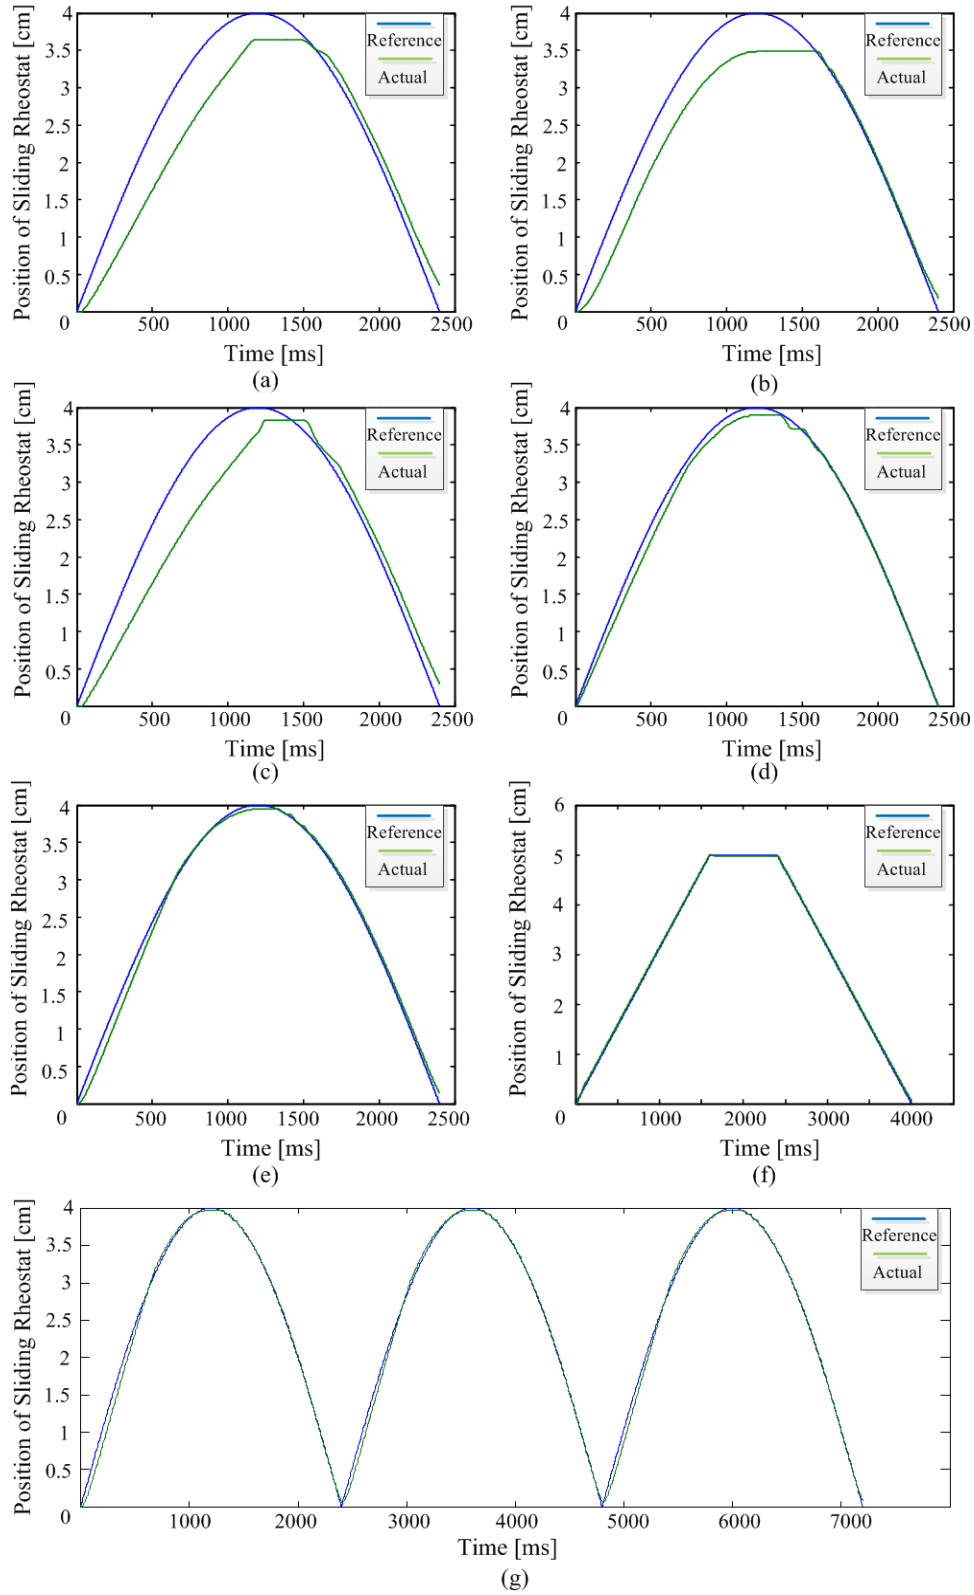 4
3.5
3
2.5
2
1.5
1
0.5
0
500
1000
1500
2000
2500
Position of Sliding Rheostat [cm]
Time [ms]
Reference
Actual
(a)
4
3.5
3
2.5
2
1.5
1
0.5
0
500
1000
1500
2000
2500
Position of Sliding Rheostat [cm]
Time [ms]
Reference
Actual
(b)
4
3.5
3
2.5
2
1.5
1
0.5
0
500
1000
1500
2000
2500
Position of Sliding Rheostat [cm]
Time [ms]
Reference
Actual
(c)
4
3.5
3
2.5
2
1.5
1
0.5
0
500
1000
1500
2000
2500
Position of Sliding Rheostat [cm]
Time [ms]
Reference
Actual
(d)
4
3.5
3
2.5
2
1.5
1
0.5
0
500
1000
1500
2000
2500
Position of Sliding Rheostat [cm]
Time [ms]
Reference
Actual
(e)
6
5
4
3
2
1
0
1000
2000
3000
4000
Position of Sliding Rheostat [cm]
Time [ms]
Reference
Actual
(f)
4
3.5
3
2.5
2
1.5
1
0.5
0
1000
2000
3000
4000
5000
6000
7000
Position of Sliding Rheostat [cm]
Time [ms]
Reference
Actual
(g)